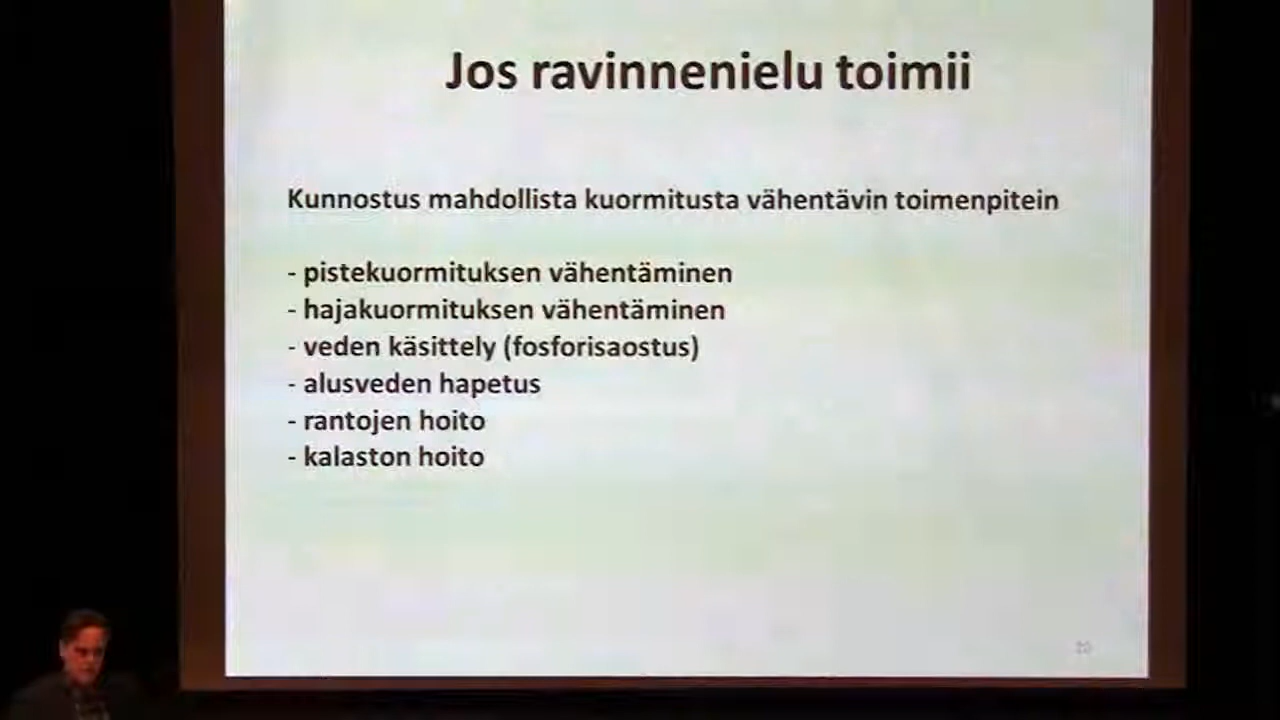 Jos ravinnenielu toimii
Kunnostus mahdollista kuormitusta vähentävin toimenpitein
- pistekuormituksen vähentäminen
- hajakuormituksen vähentäminen
- veden käsittely (fosforisaostus)
- alusveden hapetus
- rantojen hoito
- kalaston hoito